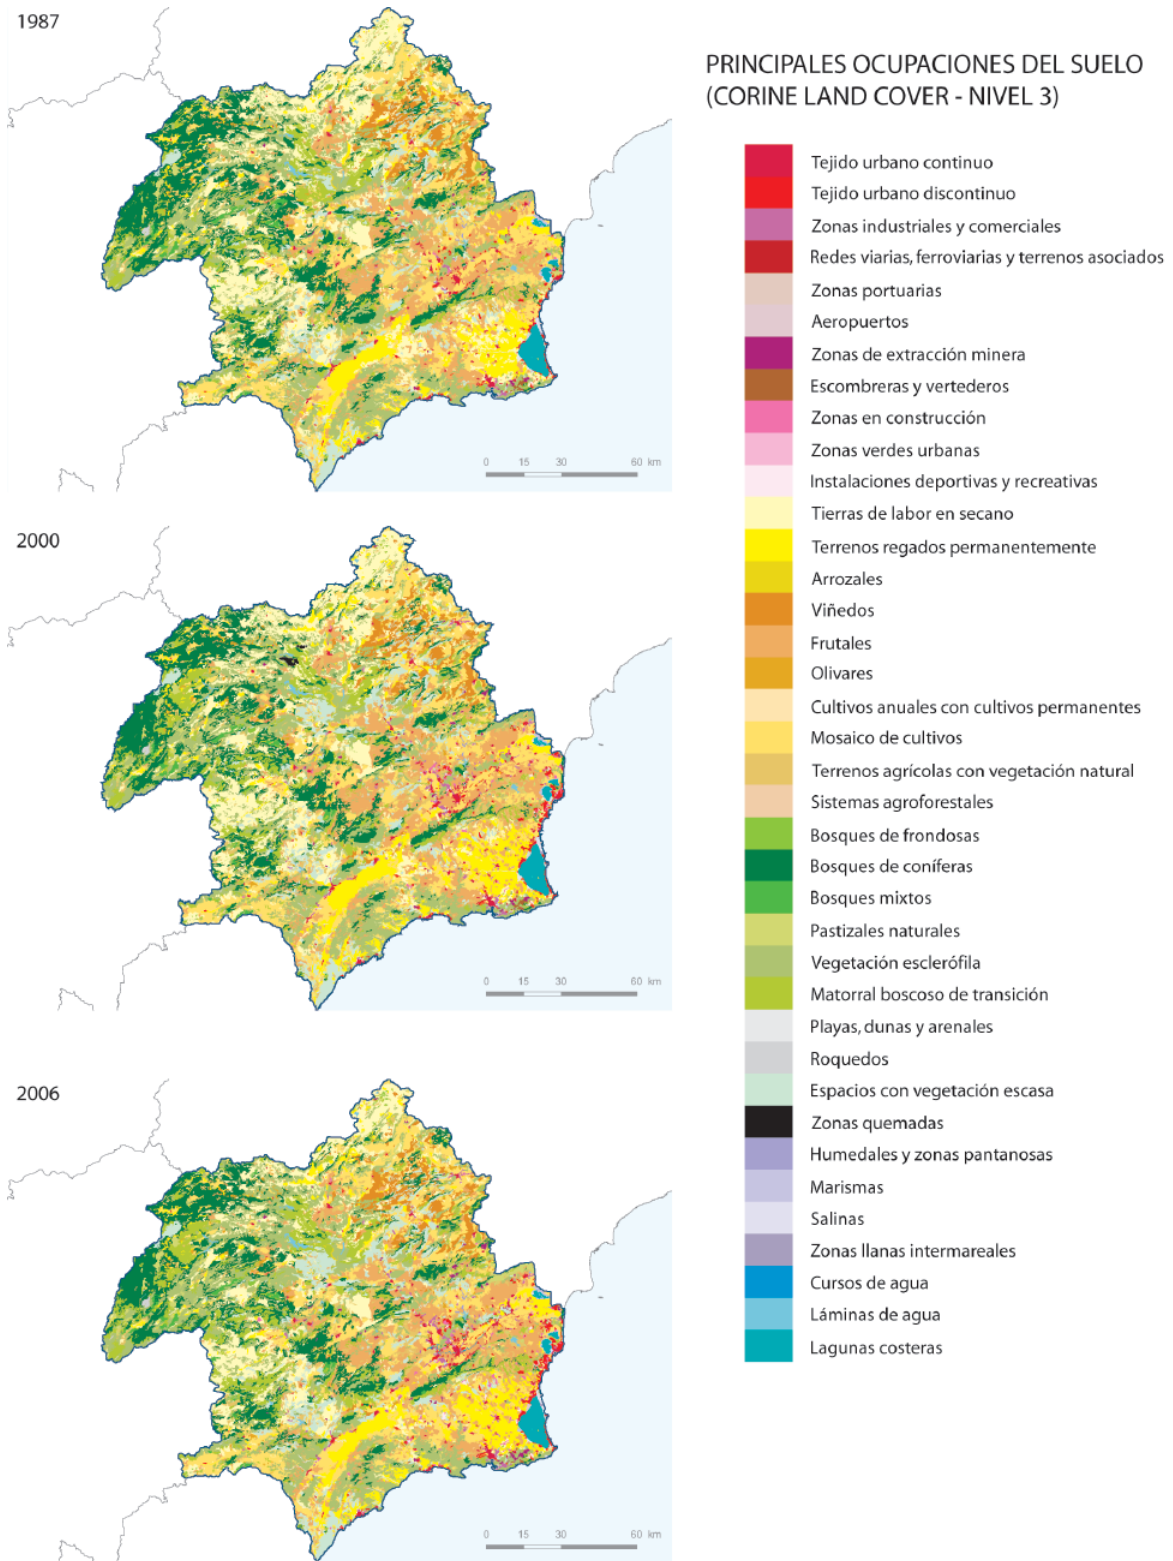 1987
PRINCIPALES OCUPACIONES DEL SUELO
(CORINE LAND COVER - NIVEL 3)
Tejido urbano continuo
Tejido urbano discontinuo
Zonas industriales y comerciales
Redes viarias, ferroviarias y terrenos asociados
Zonas portuarias
Aeropuertos
Zonas de extracción minera
Escombreras y vertederos
Zonas en construcción
Zonas verdes urbanas
Instalaciones deportivas y recreativas
Tierras de labor en secano
Terrenos regados permanentemente
Arrozales
Viñedos
Frutales
Olivares
Cultivos anuales con cultivos permanentes
Mosaico de cultivos
Terrenos agrícolas con vegetación natural
Sistemas agroforestales
Bosques de frondosas
Bosques de coníferas
Bosques mixtos
Pastizales naturales
Vegetación esclerófila
Matorral boscoso de transición
Playas, dunas y arenales
Roquedos
Espacios con vegetación escasa
Zonas quemadas
Humedales y zonas pantanosas
Marismas
Salinas
Zonas llanas intermareales
Cursos de agua
Láminas de agua
Lagunas costeras
0 15 30 60 km
2000
0 15 30 60 km
2006
0 15 30 60 km